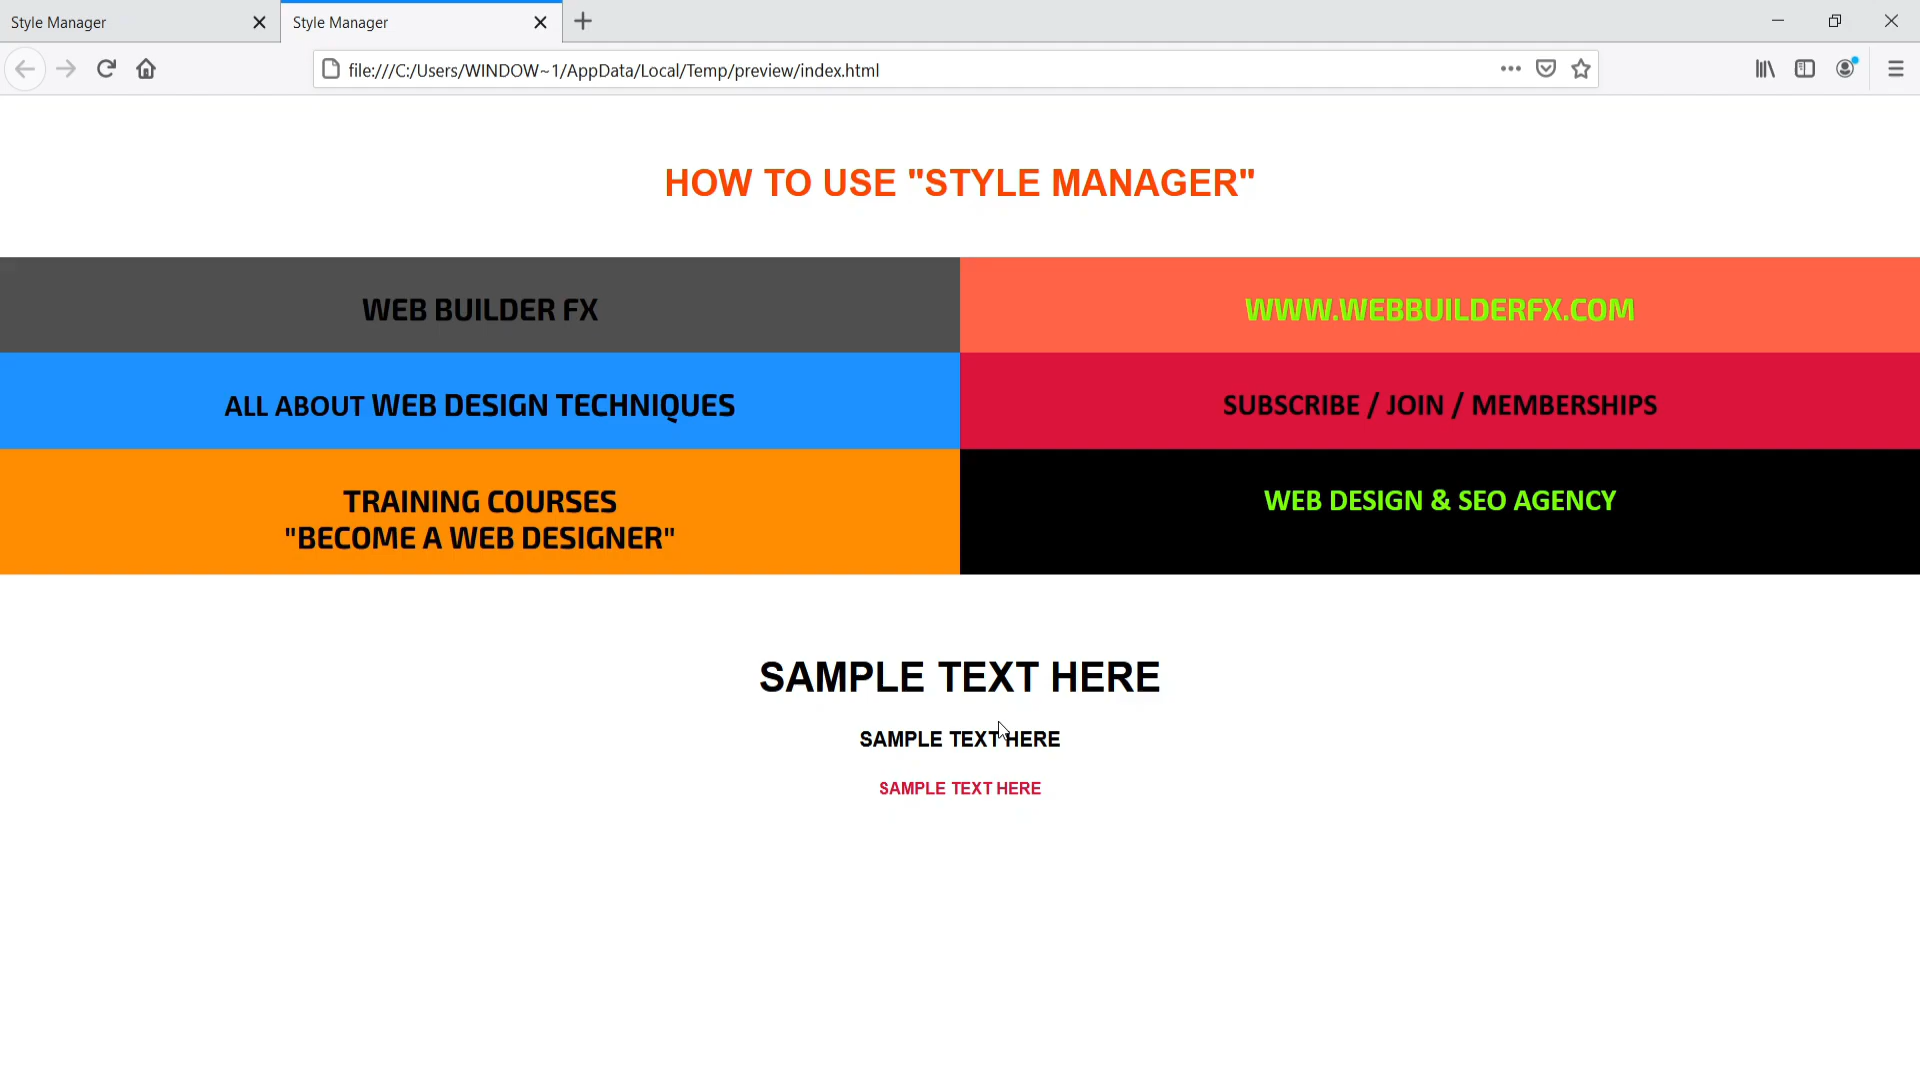 Style Manager
Style Manager
file:///C:/Users/WINDOW~1/AppData/Local/Temp/preview/index.html
HOW TO USE "STYLE MANAGER"
WEB BUILDER FX
WWW.WEBBUILDERFX.COM
ALL ABOUT WEB DESIGN TECHNIQUES
SUBSCRIBE / JOIN / MEMBERSHIPS
TRAINING COURSES
"BECOME A WEB DESIGNER"
WEB DESIGN & SEO AGENCY
SAMPLE TEXT HERE
SAMPLE TEXT HERE
SAMPLE TEXT HERE